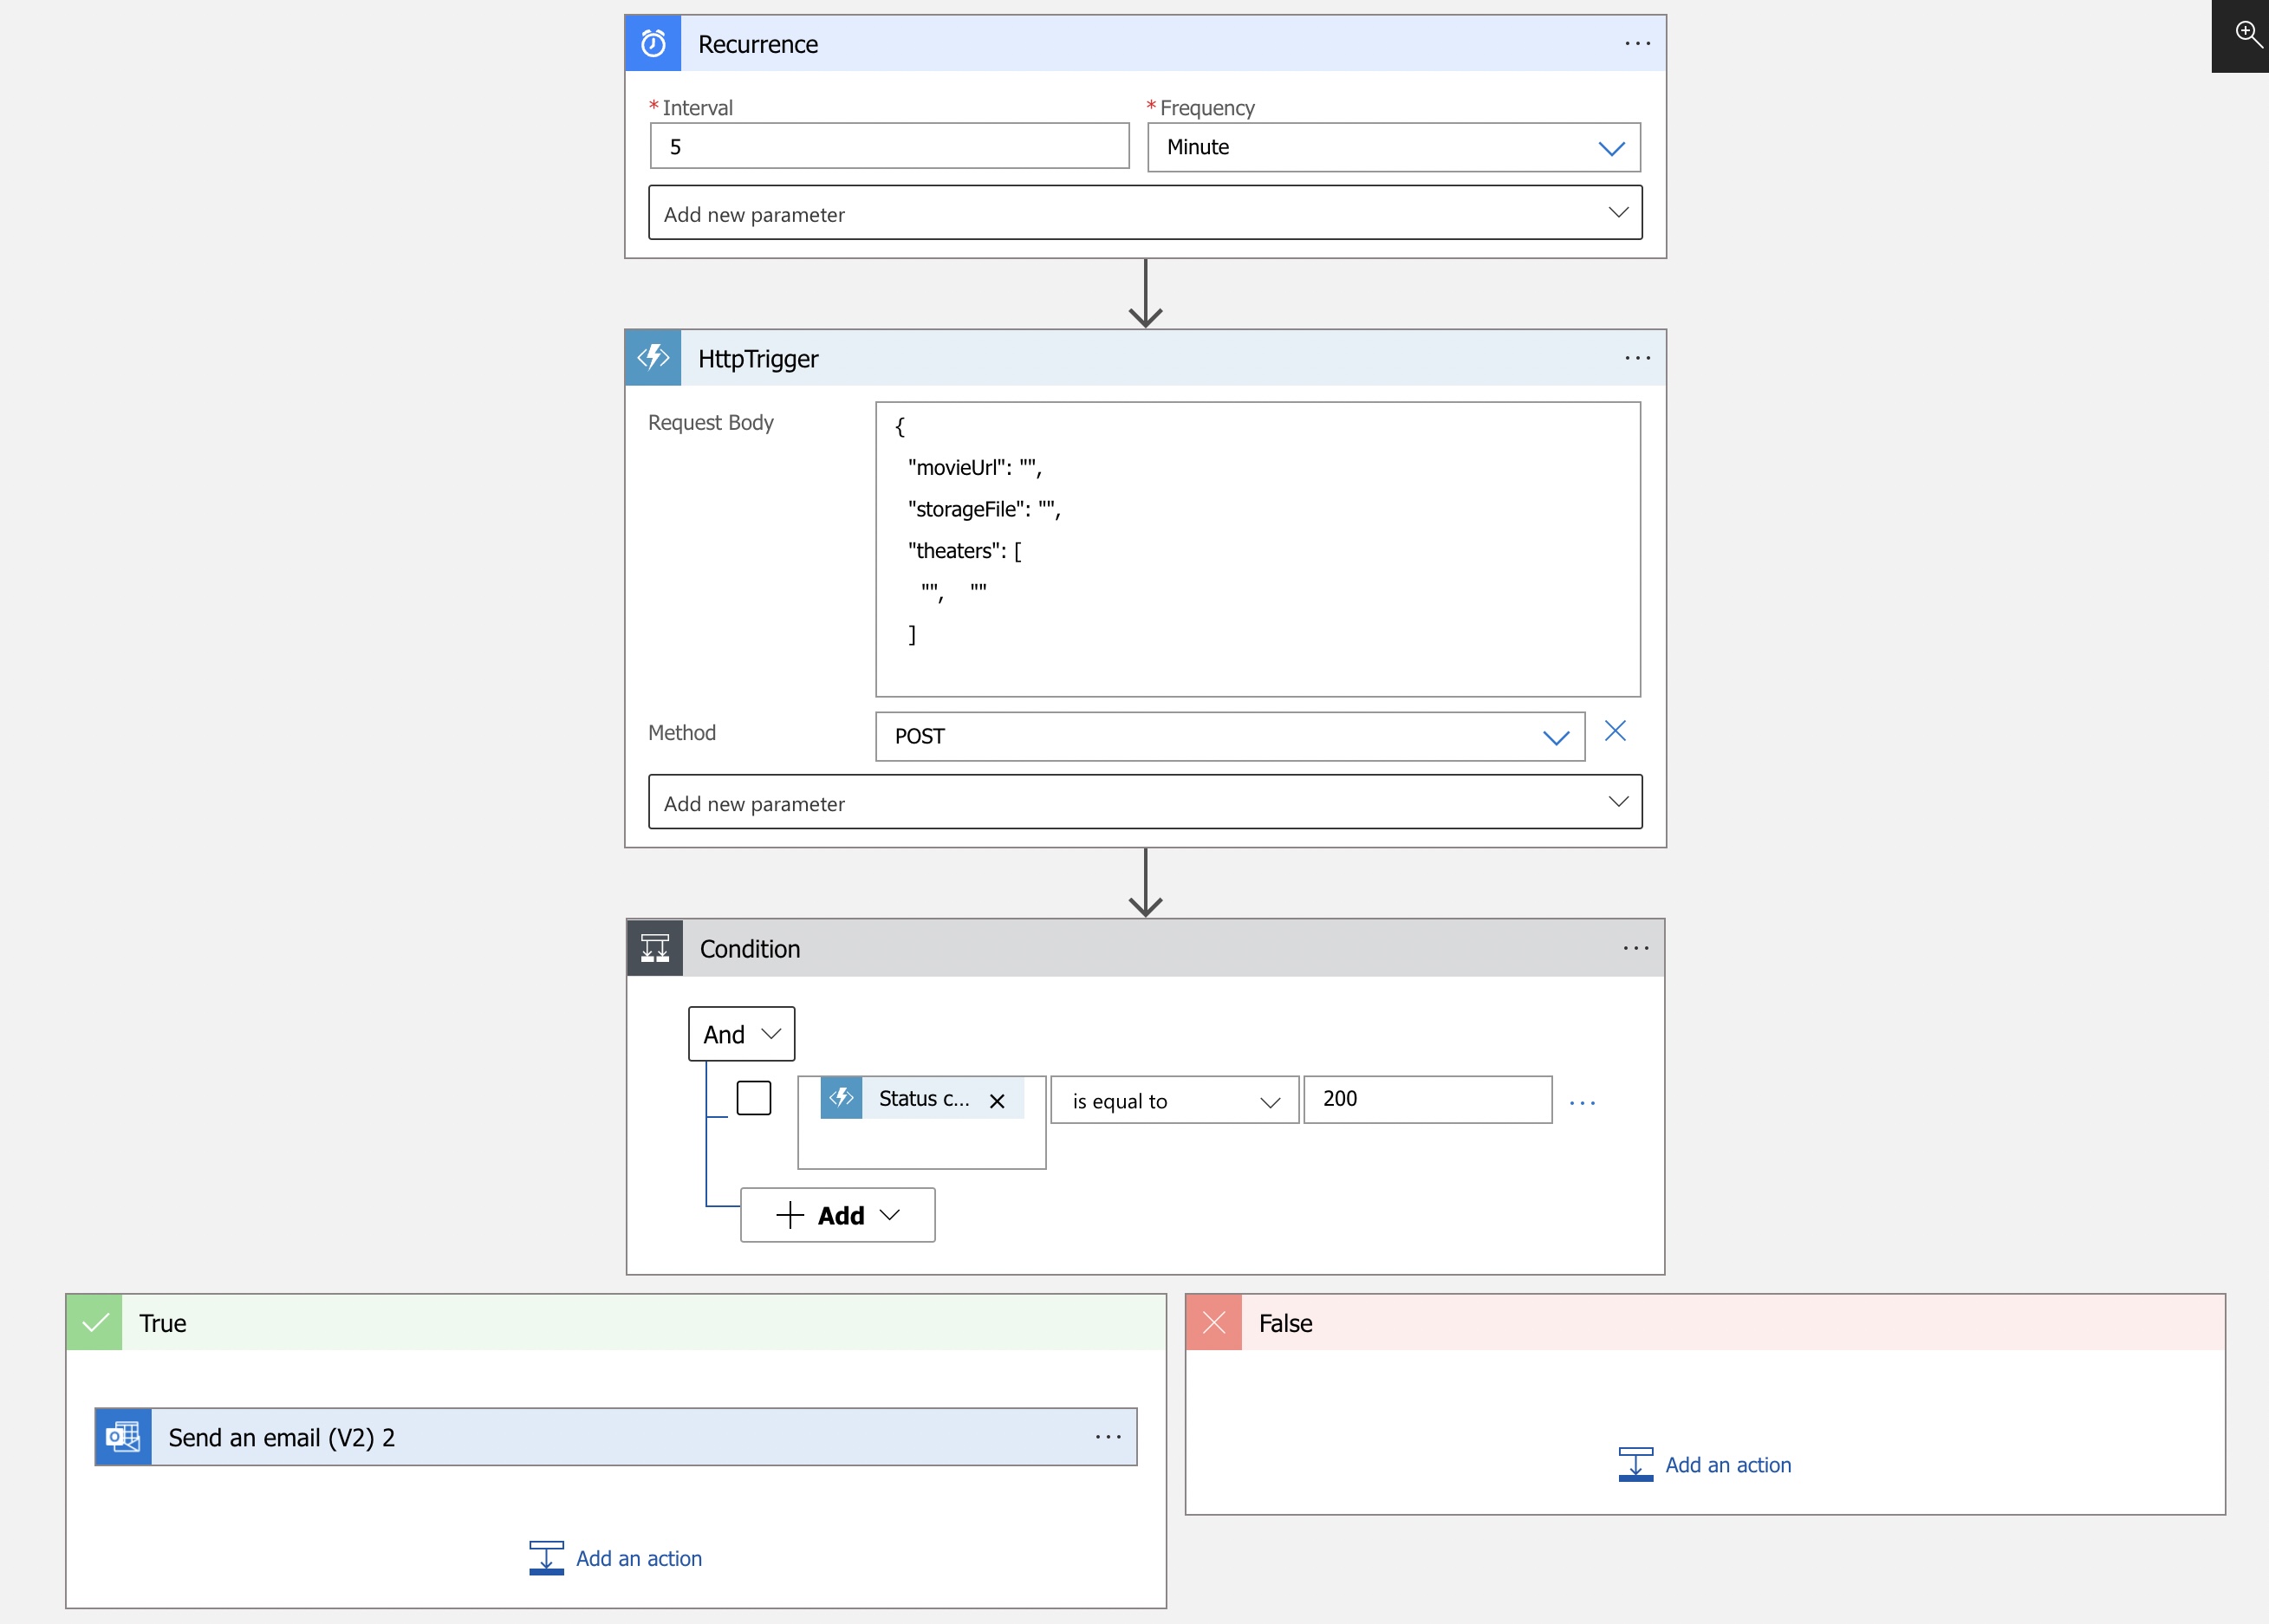 Recurrence
* Interval
* Frequency
5
Minute
Add new parameter
HttpTrigger
Request Body
{
"movieUrl": "",
"storageFile": "",
"theaters": [
"", ""
]
Method
POST
Add new parameter
Condition
And
Status c...
is equal to
200
Add
True
False
Send an email (V2) 2
Add an action
Add an action